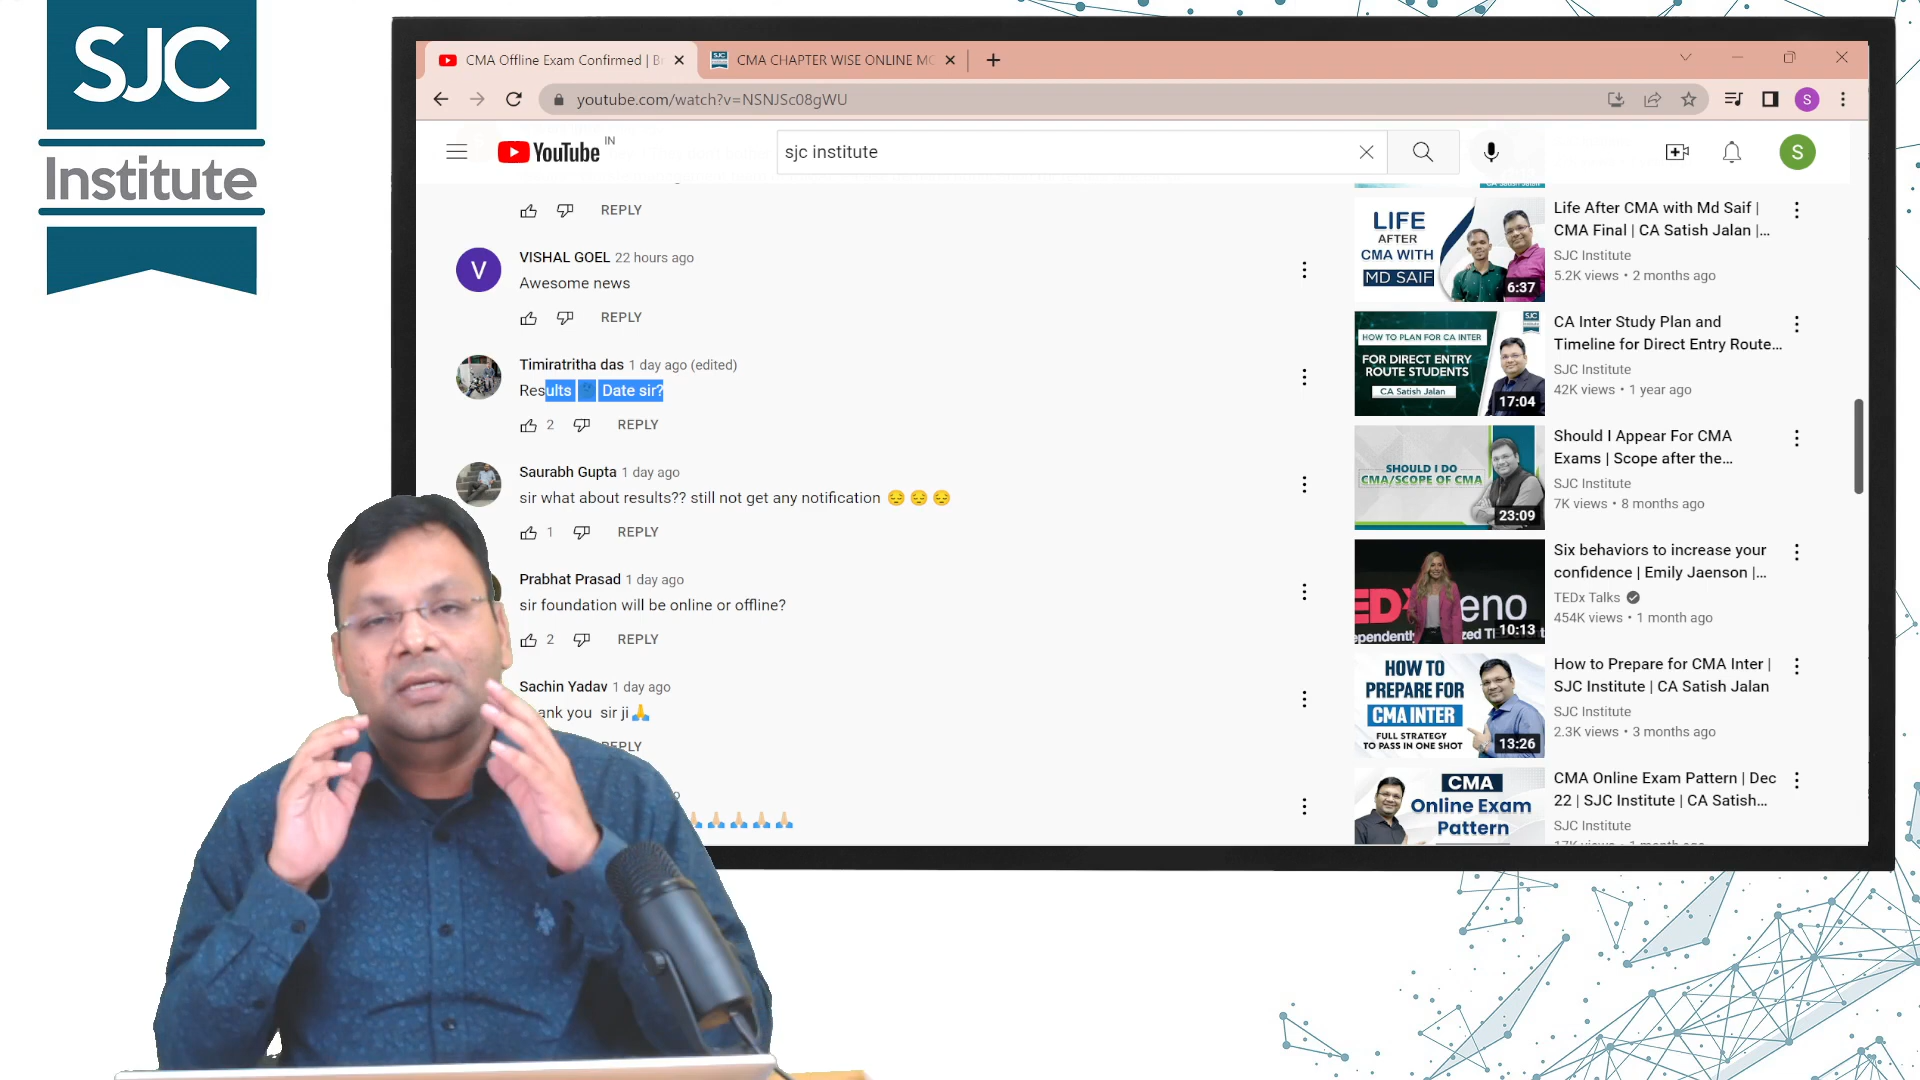 SJC
Institute
CMA Offline Exam Confirmed | B
CMA CHAPTER WISE ONLINE MC
youtube.com/watch?v=NSNJSc08gWU
S
YouTube
IN
sjc institute
S
REPLY
V
VISHAL GOEL 22 hours ago
Awesome news
REPLY
Timiratritha das 1 day ago (edited)
Results Date sir?
2 REPLY
Saurabh Gupta 1 day ago
sir what about results?? still not get any notification 😔 😔 😔
1 REPLY
Prabhat Prasad 1 day ago
sir foundation will be online or offline?
2 REPLY
Sachin Yadav 1 day ago
ank you sir ji🙏
REPLY
🙏🏻 🙏🏻 🙏🏻 🙏🏻
CA Satish Jalan
LIFE
AFTER
CMA WITH
MD SAIF
6:37
Life After CMA with Md Saif |
CMA Final | CA Satish Jalan |...
SJC Institute
5.2K views • 2 months ago
SJC
HOW TO PLAN FOR CA INTER
FOR DIRECT ENTRY
ROUTE STUDENTS
CA Satish Jalan
17:04
CA Inter Study Plan and
Timeline for Direct Entry Route...
SJC Institute
42K views • 1 year ago
SHOULD I DO
CMA/SCOPE OF CMA
23:09
Should I Appear For CMA
Exams | Scope after the...
SJC Institute
7K views • 8 months ago
10:13
Six behaviors to increase your
confidence | Emily Jaenson |...
TEDx Talks
454K views • 1 month ago
HOW TO
PREPARE FOR
CMA INTER
FULL STRATEGY
TO PASS IN ONE SHOT
13:26
How to Prepare for CMA Inter |
SJC Institute | CA Satish Jalan
SJC Institute
2.3K views • 3 months ago
CMA
Online Exam
Pattern
CMA Online Exam Pattern | Dec
22 | SJC Institute | CA Satish...
SJC Institute